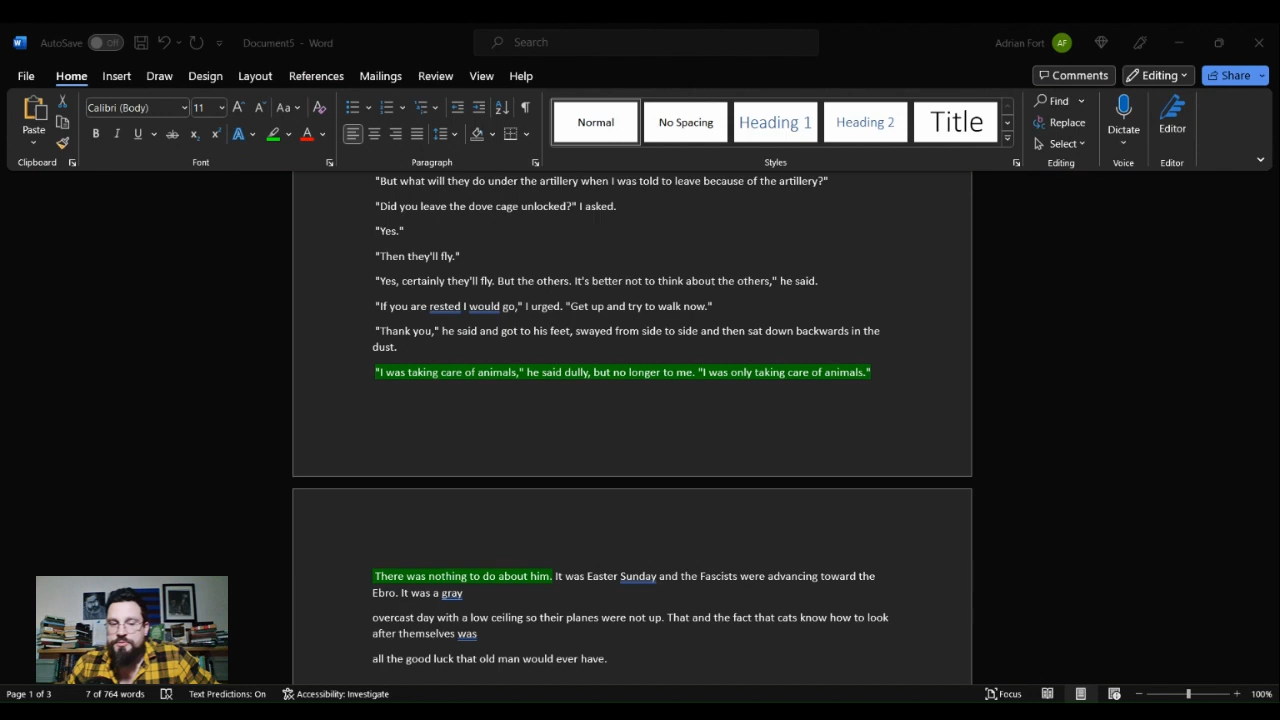 AutoSave
Off
Document5 - Word
Search
Adrian Fort
AF
File
Home
Insert
Draw
Design
Layout
References
Mailings
Review
View
Help
Comments
Editing
Share
Paste
Calibri (Body)
11
Aa
B I U ab x₂ x² A A
Normal
No Spacing
Heading 1
Heading 2
Title
Find
Replace
Select
Dictate
Editor
Clipboard
Font
Paragraph
Styles
Editing
Voice
Editor
"But what will they do under the artillery when I was told to leave because of the artillery?"
"Did you leave the dove cage unlocked?" I asked.
"Yes."
"Then they'll fly."
"Yes, certainly they'll fly. But the others. It's better not to think about the others," he said.
"If you are rested I would go," I urged. "Get up and try to walk now."
"Thank you," he said and got to his feet, swayed from side to side and then sat down backwards in the
dust.
"I was taking care of animals," he said dully, but no longer to me. "I was only taking care of animals."
There was nothing to do about him. It was Easter Sunday and the Fascists were advancing toward the
Ebro. It was a gray
overcast day with a low ceiling so their planes were not up. That and the fact that cats know how to look
after themselves was
all the good luck that old man would ever have.
Page 1 of 3
7 of 764 words
Text Predictions: On
Accessibility: Investigate
Focus
100%